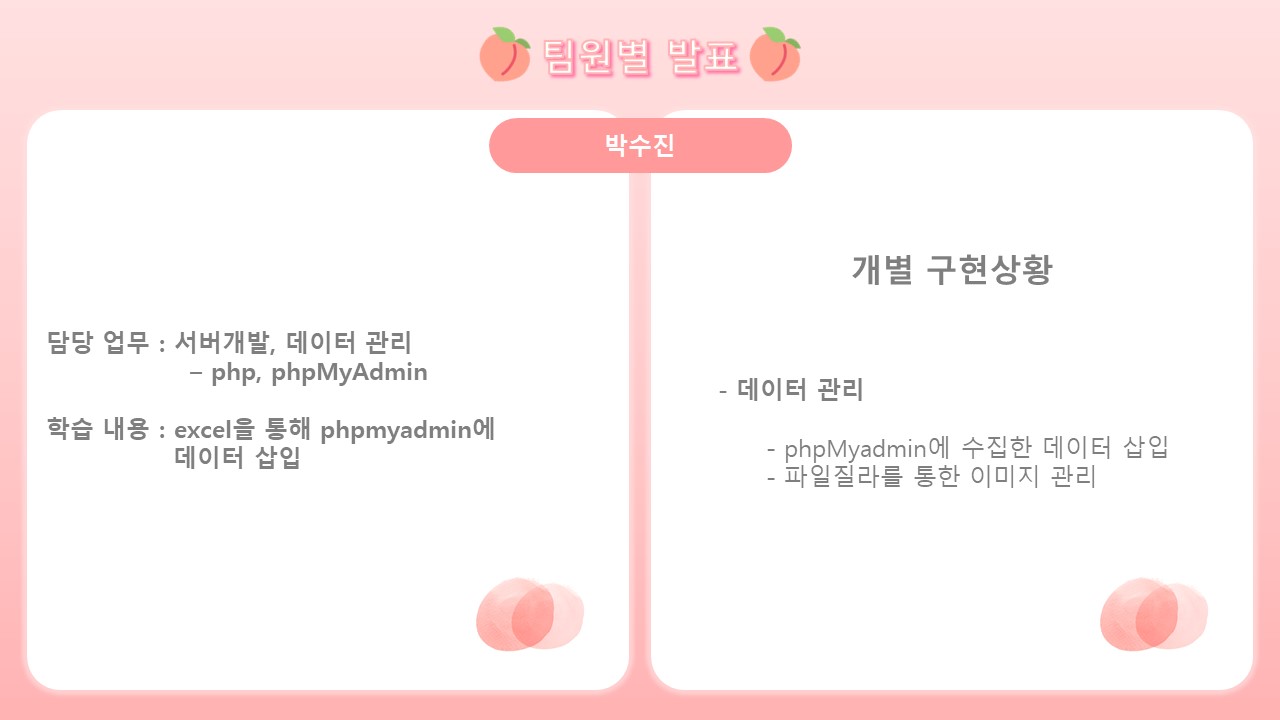 팀원별 발표
박수진
담당 업무 : 서버개발, 데이터 관리
– php, phpMyAdmin
학습 내용 : excel을 통해 phpmyadmin에
데이터 삽입
개별 구현상황
- 데이터 관리
- phpMyadmin에 수집한 데이터 삽입
- 파일질라를 통한 이미지 관리